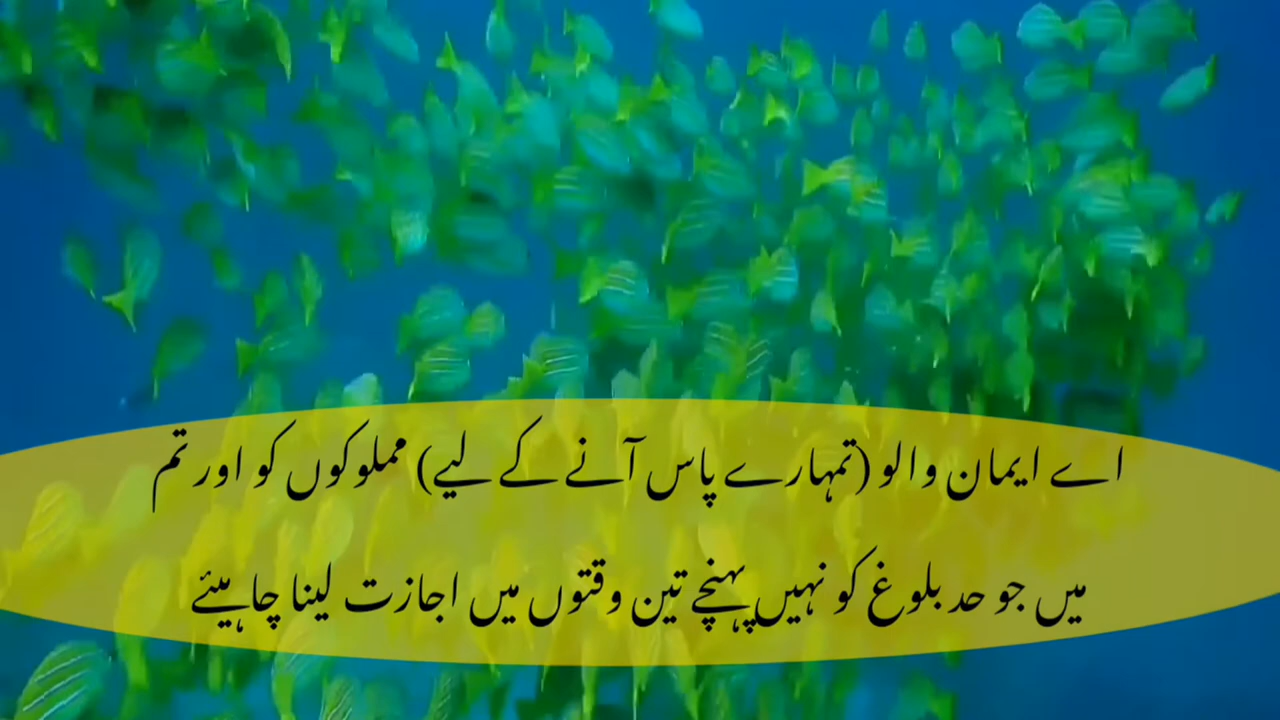 اے ایمان والو (تمہارے پاس آنے کے لیے) مملوکوں کو اور تم
میں جو حد بلوغ کو نہیں پہنچے تین وقتوں میں اجازت لینا چاہیئے